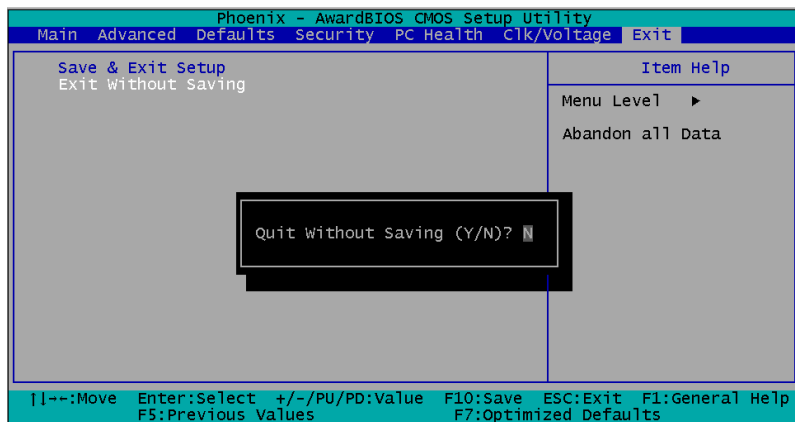 Phoenix - AwardBIOS CMOS Setup Utility
Main Advanced Defaults Security PC Health Clk/Voltage Exit
Save & Exit Setup
Exit Without Saving
Item Help
Menu Level ▶
Abandon all Data
Quit Without Saving (Y/N)? N
↑↓→←:Move Enter:Select +/-/PU/PD:Value F10:Save ESC:Exit F1:General Help
F5:Previous Values F7:Optimized Defaults